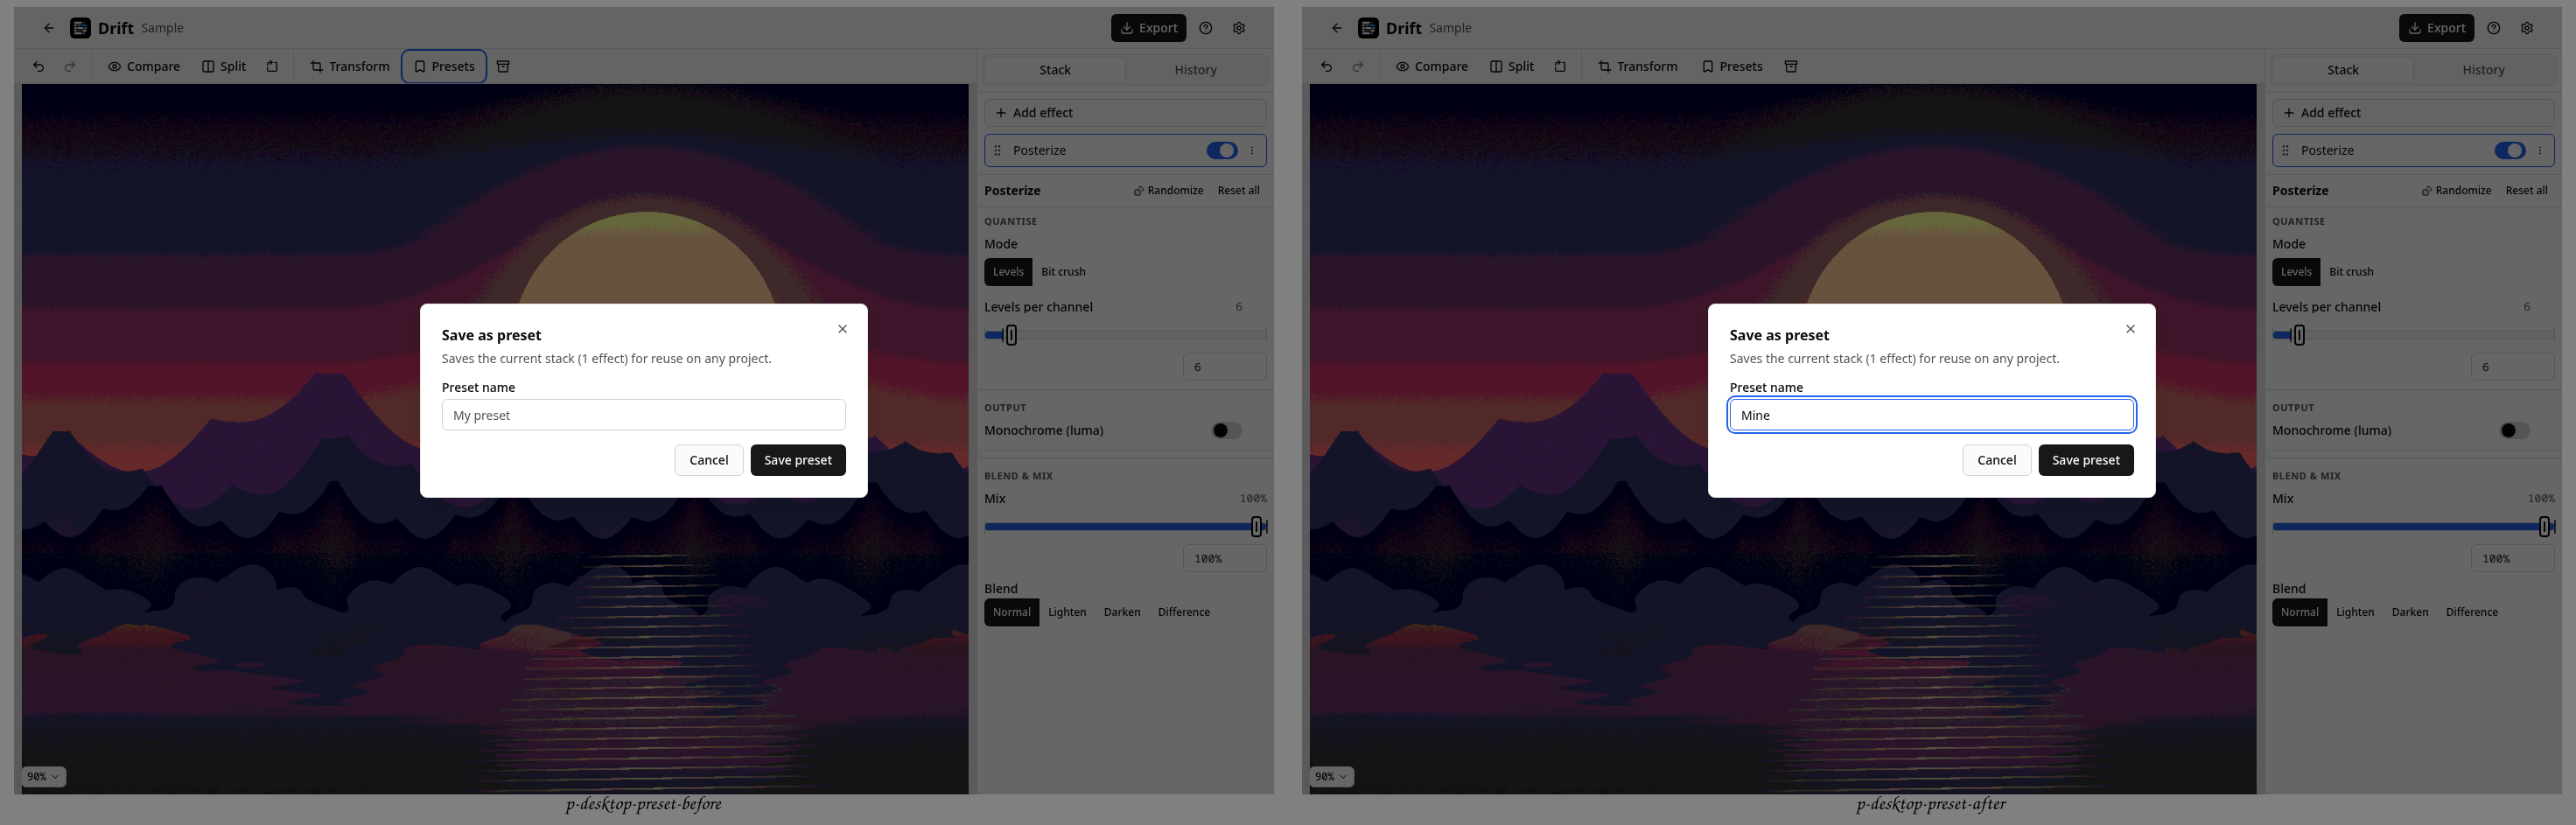 Drift Sample
Export
Compare Split Transform Presets
Stack History
Add effect
Posterize
Posterize Randomize Reset all
QUANTISE
Mode
Levels Bit crush
Levels per channel 6
6
OUTPUT
Monochrome (luma)
BLEND & MIX
Mix 100%
100%
Blend
Normal Lighten Darken Difference
Save as preset
Saves the current stack (1 effect) for reuse on any project.
Preset name
My preset
Cancel Save preset
90%
p-desktop-preset-before
Drift Sample
Export
Compare Split Transform Presets
Stack History
Add effect
Posterize
Posterize Randomize Reset all
QUANTISE
Mode
Levels Bit crush
Levels per channel 6
6
OUTPUT
Monochrome (luma)
BLEND & MIX
Mix 100%
100%
Blend
Normal Lighten Darken Difference
Save as preset
Saves the current stack (1 effect) for reuse on any project.
Preset name
Mine
Cancel Save preset
90%
p-desktop-preset-after